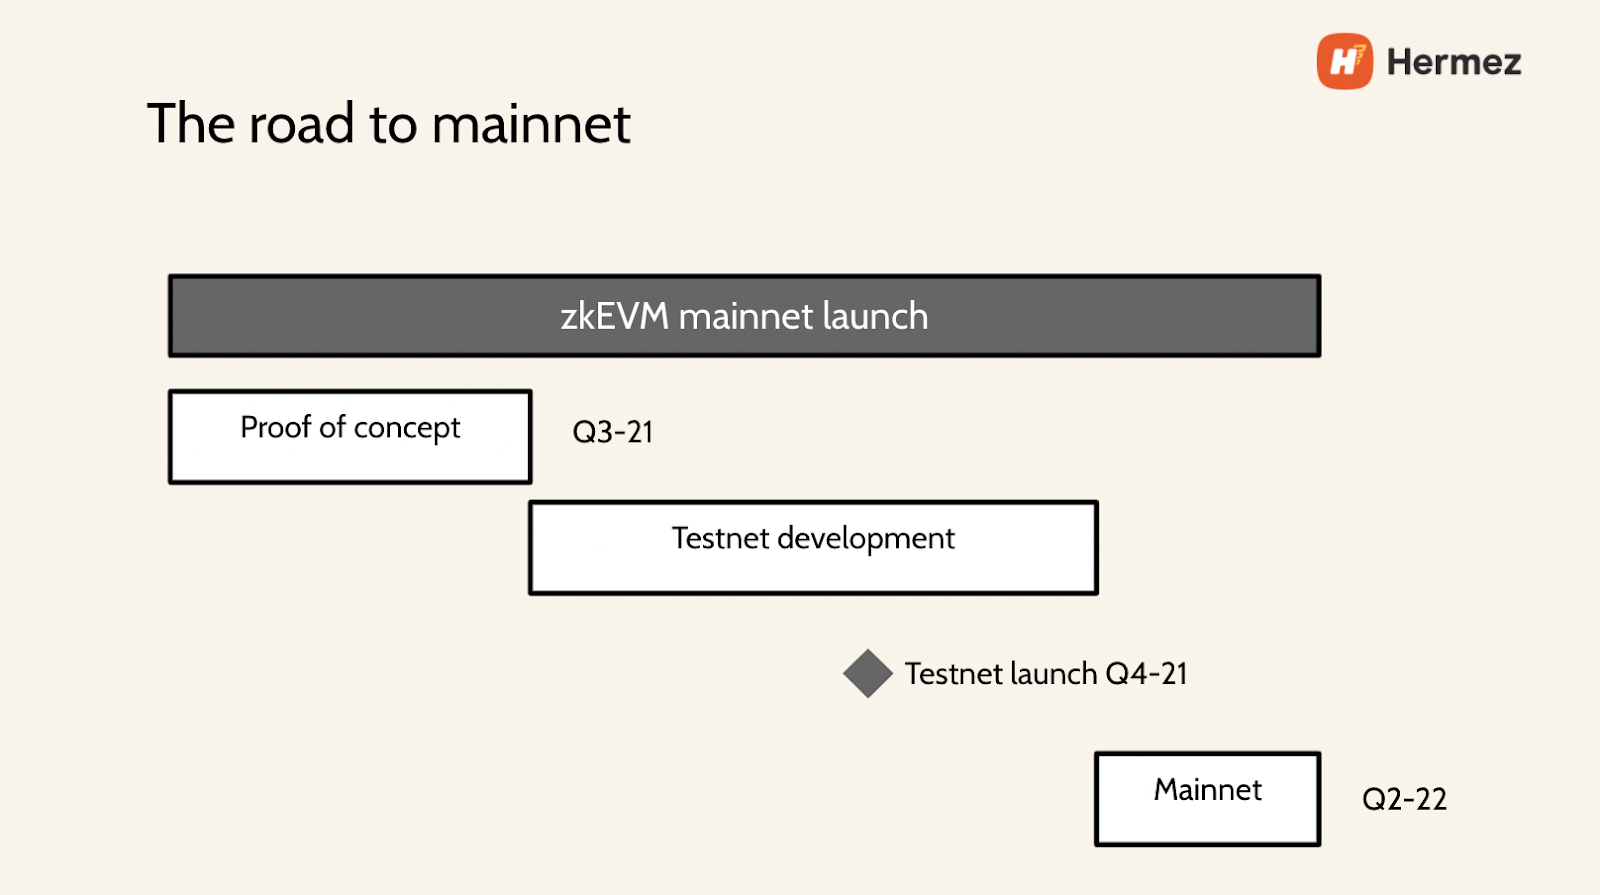 Hermez
The road to mainnet
zkEVM mainnet launch
Proof of concept
Q3-21
Testnet development
Testnet launch Q4-21
Mainnet
Q2-22